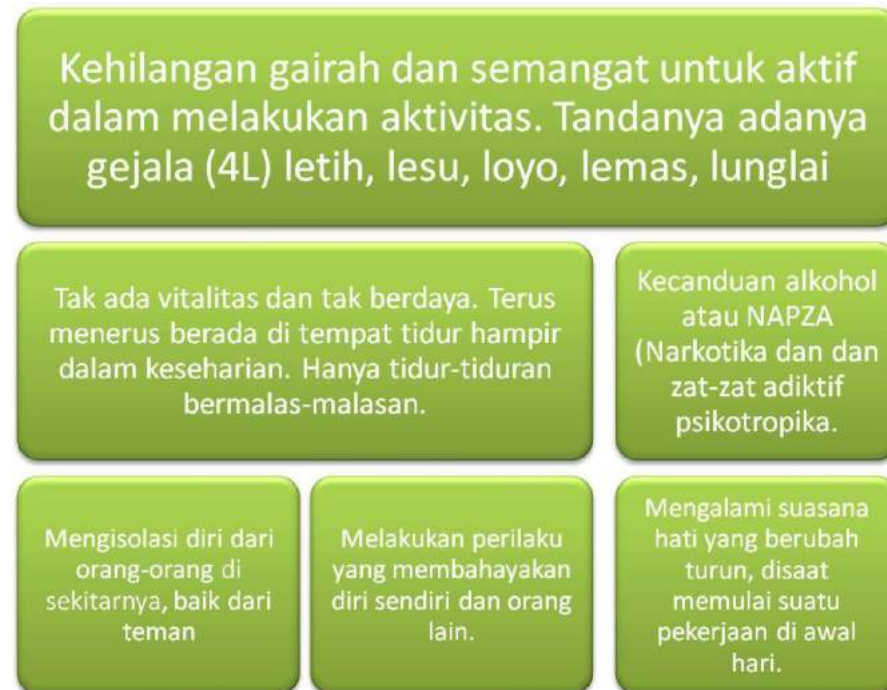 Kehilangan gairah dan semangat untuk aktif
dalam melakukan aktivitas. Tandanya adanya
gejala (4L) letih, lesu, loyo, lemas, lunglai
Tak ada vitalitas dan tak berdaya. Terus
menerus berada di tempat tidur hampir
dalam keseharian. Hanya tidur-tiduran
bermalas-malasan.
Kecanduan alkohol
atau NAPZA
(Narkotika dan dan
zat-zat adiktif
psikotropika.
Mengisolasi diri dari
orang-orang di
sekitarnya, baik dari
teman
Melakukan perilaku
yang membahayakan
diri sendiri dan orang
lain.
Mengalami suasana
hati yang berubah
turun, disaat
memulai suatu
pekerjaan di awal
hari.